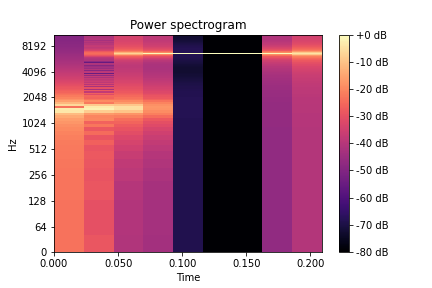 Power spectrogram
8192
4096
2048
1024
512
256
128
64
0
Hz
0.000 0.050 0.100 0.150 0.200
Time
+0 dB
-10 dB
-20 dB
-30 dB
-40 dB
-50 dB
-60 dB
-70 dB
-80 dB